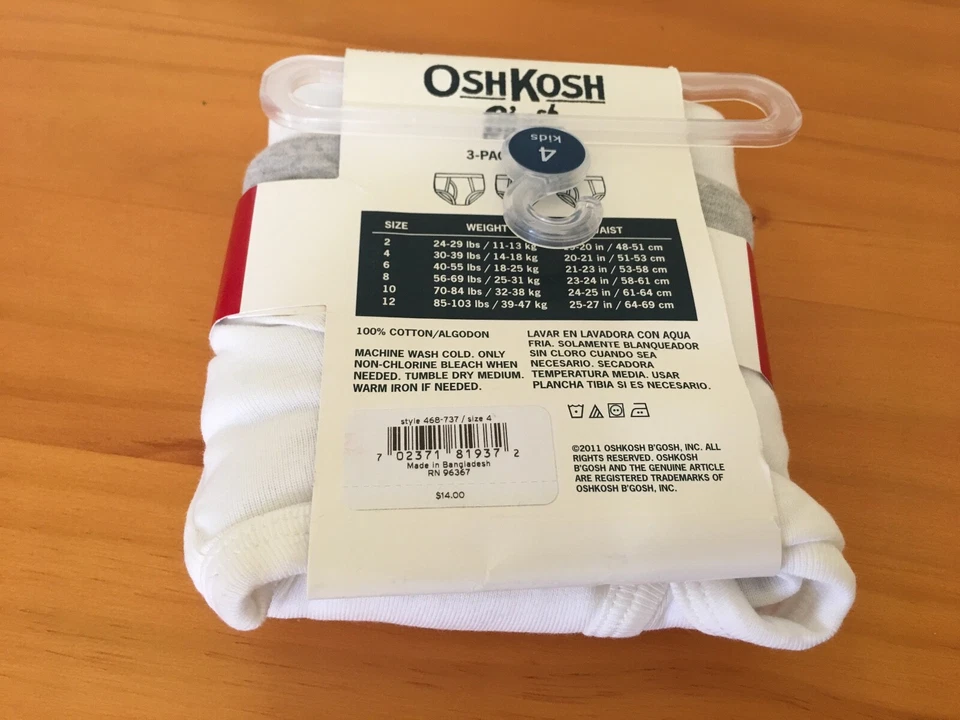 OSHKOSH
B'gosh
4
kids
3-PAC
SIZE WEIGHT WAIST
2 24-29 lbs / 11-13 kg 19-20 in / 48-51 cm
4 30-39 lbs / 14-18 kg 20-21 in / 51-53 cm
6 40-55 lbs / 18-25 kg 21-23 in / 53-58 cm
8 56-69 lbs / 25-31 kg 23-24 in / 58-61 cm
10 70-84 lbs / 32-38 kg 24-25 in / 61-64 cm
12 85-103 lbs / 39-47 kg 25-27 in / 64-69 cm
100% COTTON/ALGODON
MACHINE WASH COLD. ONLY
NON-CHLORINE BLEACH WHEN
NEEDED. TUMBLE DRY MEDIUM.
WARM IRON IF NEEDED.
LAVAR EN LAVADORA CON AQUA
FRIA. SOLAMENTE BLANQUEADOR
SIN CLORO CUANDO SEA
NECESARIO. SECADORA
TEMPERATURA MEDIA. USAR
PLANCHA TIBIA SI ES NECESARIO.
style 468-737 / size 4
7 02371 81937 2
Made in Bangladesh
RN 96367
$14.00
©2011 OSHKOSH B'GOSH, INC. ALL
RIGHTS RESERVED. OSHKOSH
B'GOSH AND THE GENUINE ARTICLE
ARE REGISTERED TRADEMARKS OF
OSHKOSH B'GOSH, INC.